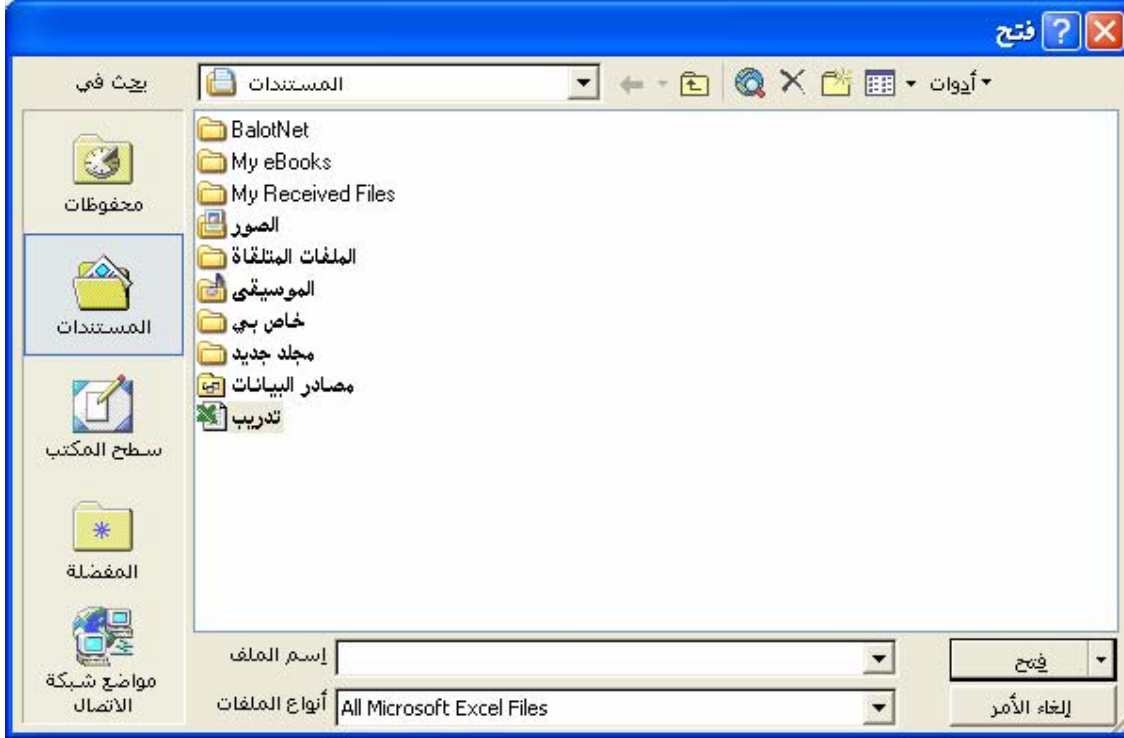 فتح
بحث في
المستندات
أدوات
محفوظات
المستندات
سطح المكتب
المفضلة
مواضع شبكة
الاتصال
BalotNet
My eBooks
My Received Files
الصور
الملفات المتلقاة
الموسيقى
خاص بي
مجلد جديد
مصادر البيانات
تدريب
إسم الملف
فتح
أنواع الملفات
All Microsoft Excel Files
إلغاء الأمر